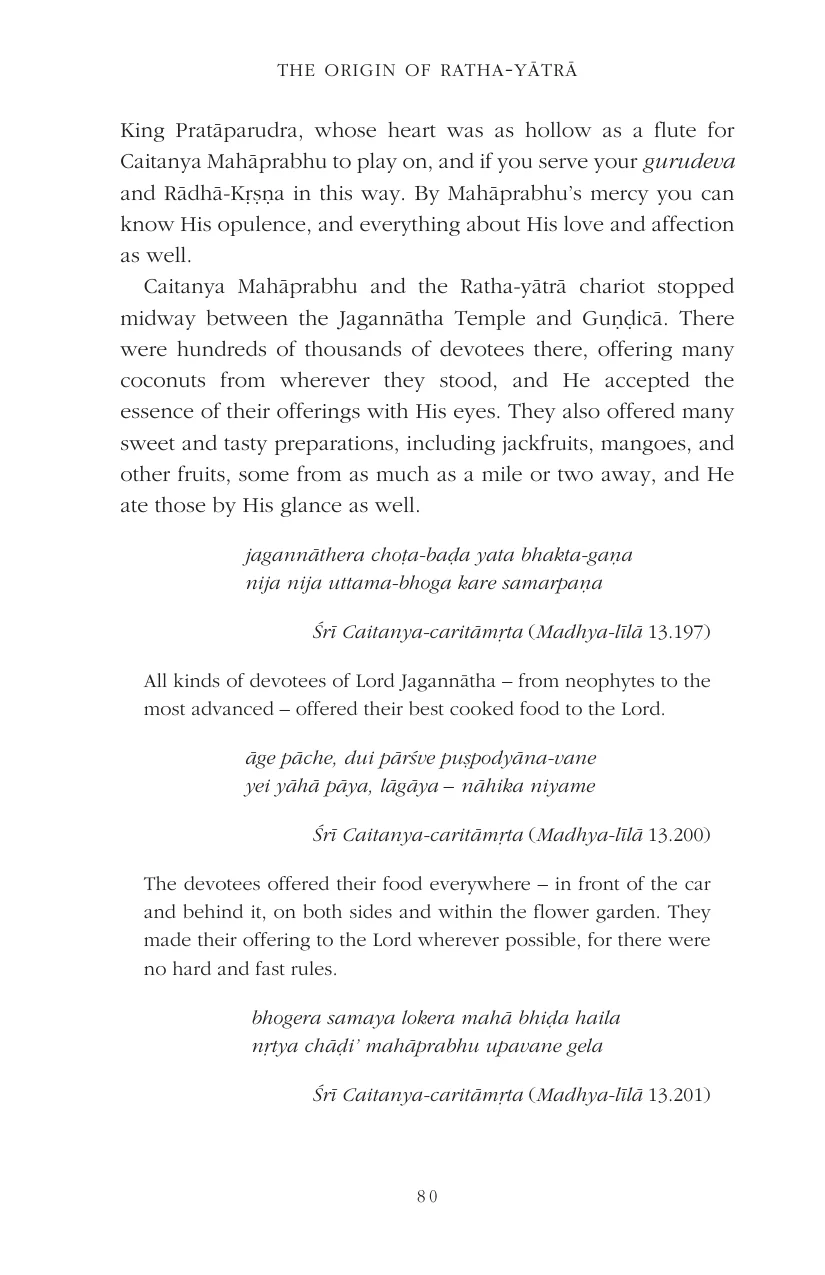 THE ORIGIN OF RATHA-YĀTRĀ
King Pratāparudra, whose heart was as hollow as a flute for
Caitanya Mahāprabhu to play on, and if you serve your gurudeva
and Rādhā-Kṛṣṇa in this way. By Mahāprabhu’s mercy you can
know His opulence, and everything about His love and affection
as well.
Caitanya Mahāprabhu and the Ratha-yātrā chariot stopped
midway between the Jagannātha Temple and Guṇḍicā. There
were hundreds of thousands of devotees there, offering many
coconuts from wherever they stood, and He accepted the
essence of their offerings with His eyes. They also offered many
sweet and tasty preparations, including jackfruits, mangoes, and
other fruits, some from as much as a mile or two away, and He
ate those by His glance as well.
jagannāthera choṭa-baḍa yata bhakta-gaṇa
nija nija uttama-bhoga kare samarpaṇa
Śrī Caitanya-caritāmṛta (Madhya-līlā 13.197)
All kinds of devotees of Lord Jagannātha – from neophytes to the
most advanced – offered their best cooked food to the Lord.
āge pāche, dui pārśve puṣpodyāna-vane
yei yāhā pāya, lāgāya – nāhika niyame
Śrī Caitanya-caritāmṛta (Madhya-līlā 13.200)
The devotees offered their food everywhere – in front of the car
and behind it, on both sides and within the flower garden. They
made their offering to the Lord wherever possible, for there were
no hard and fast rules.
bhogera samaya lokera mahā bhiḍa haila
nṛtya chāḍi’ mahāprabhu upavane gela
Śrī Caitanya-caritāmṛta (Madhya-līlā 13.201)
80